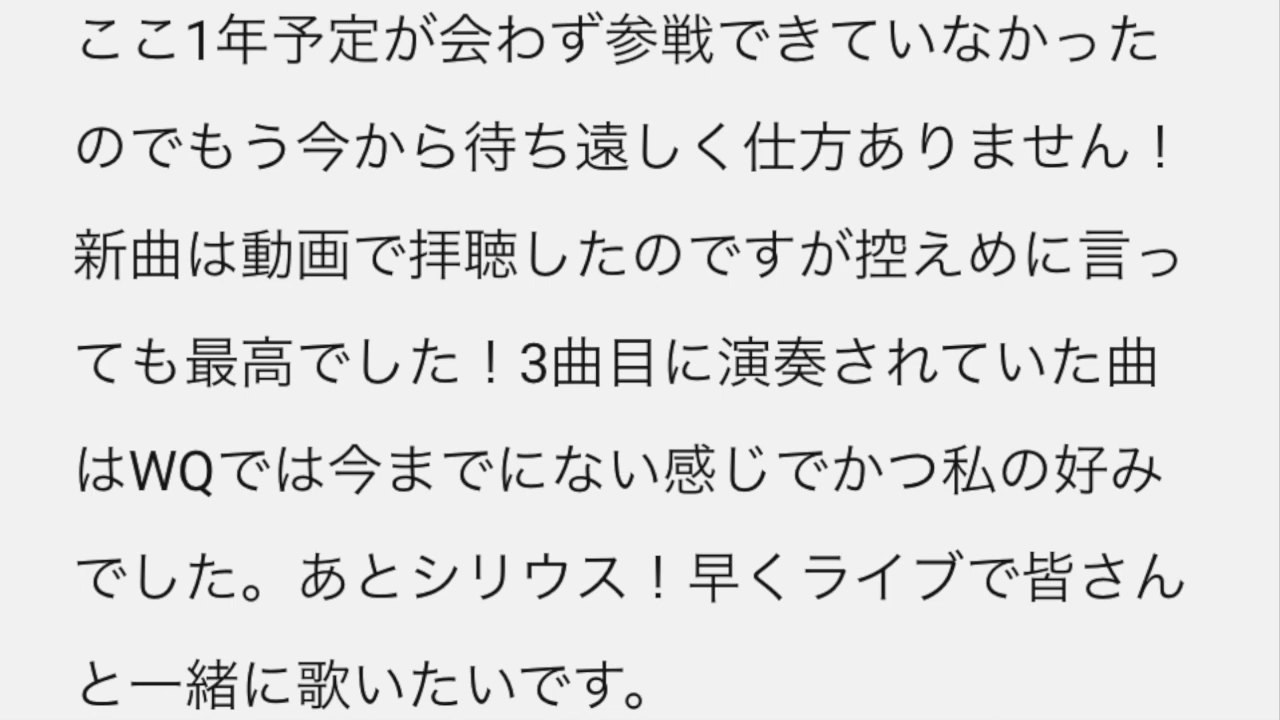 ここ1年予定が会わず参戦できていなかった
のでもう今から待ち遠しく仕方ありません！
新曲は動画で拝聴したのですが控えめに言っ
ても最高でした！3曲目に演奏されていた曲
はWQでは今までにない感じでかつ私の好み
でした。あとシリウス！早くライブで皆さん
と一緒に歌いたいです。